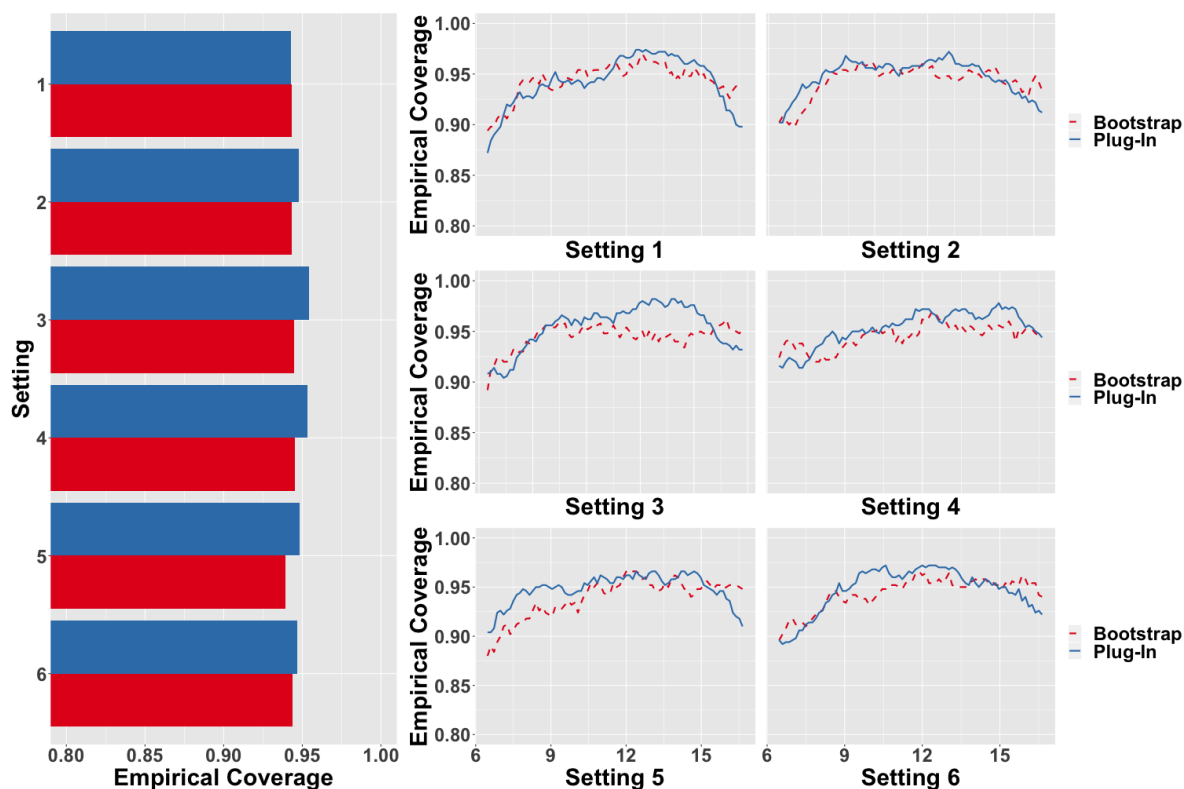 Setting
1
2
3
4
5
6
0.80 0.85 0.90 0.95 1.00
Empirical Coverage
Empirical Coverage
1.00
0.95
0.90
0.85
0.80
Setting 1
Setting 2
Bootstrap
Plug-In
Empirical Coverage
1.00
0.95
0.90
0.85
0.80
Setting 3
Setting 4
Bootstrap
Plug-In
Empirical Coverage
1.00
0.95
0.90
0.85
0.80
6 9 12 15
Setting 5
6 9 12 15
Setting 6
Bootstrap
Plug-In